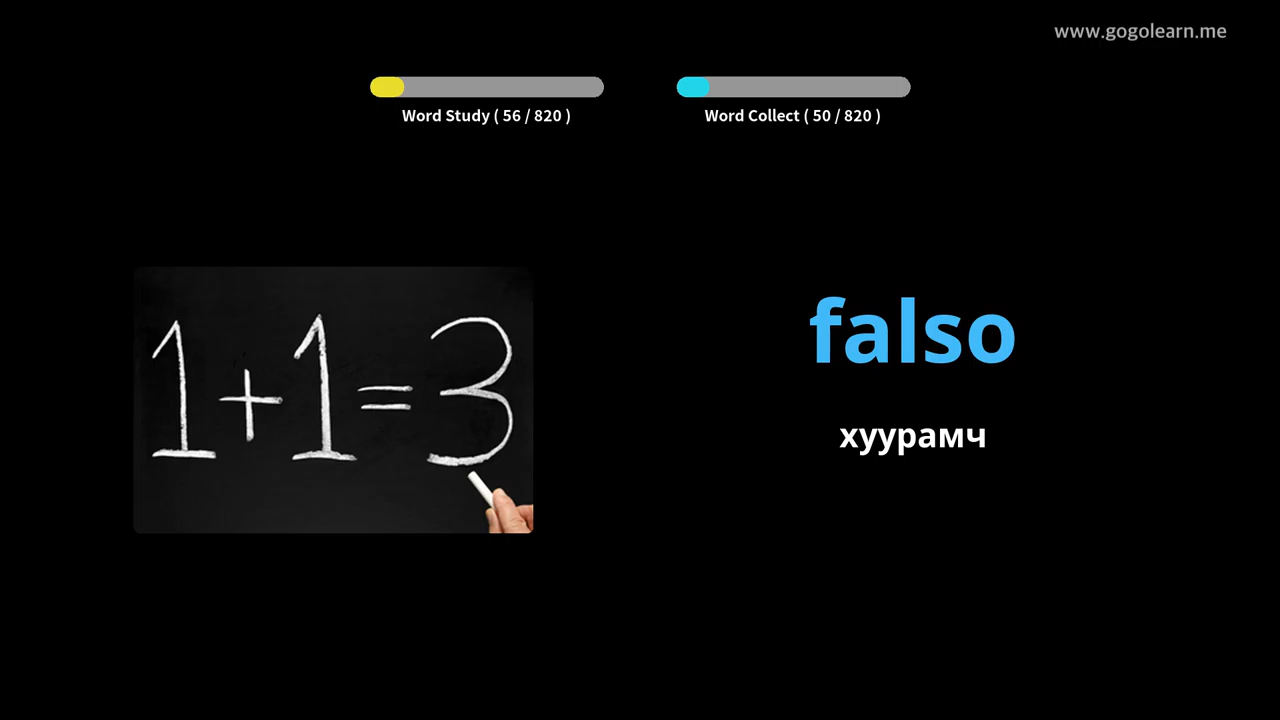 www.gogolearn.me
Word Study ( 56 / 820 )
Word Collect ( 50 / 820 )
1+1=3
falso
хуурамч